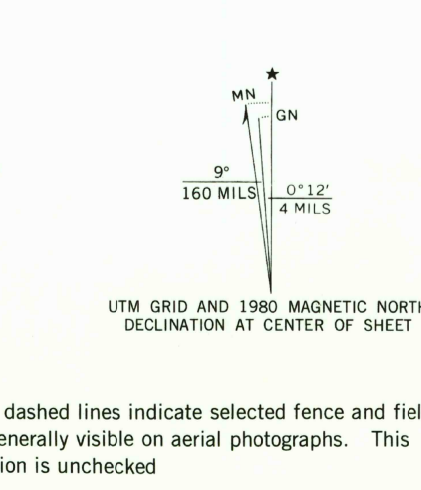 ★
MN
GN
9°
160 MILS
0°12'
4 MILS
UTM GRID AND 1980 MAGNETIC NORTH
DECLINATION AT CENTER OF SHEET
dashed lines indicate selected fence and fiel
enerally visible on aerial photographs. This
ion is unchecked